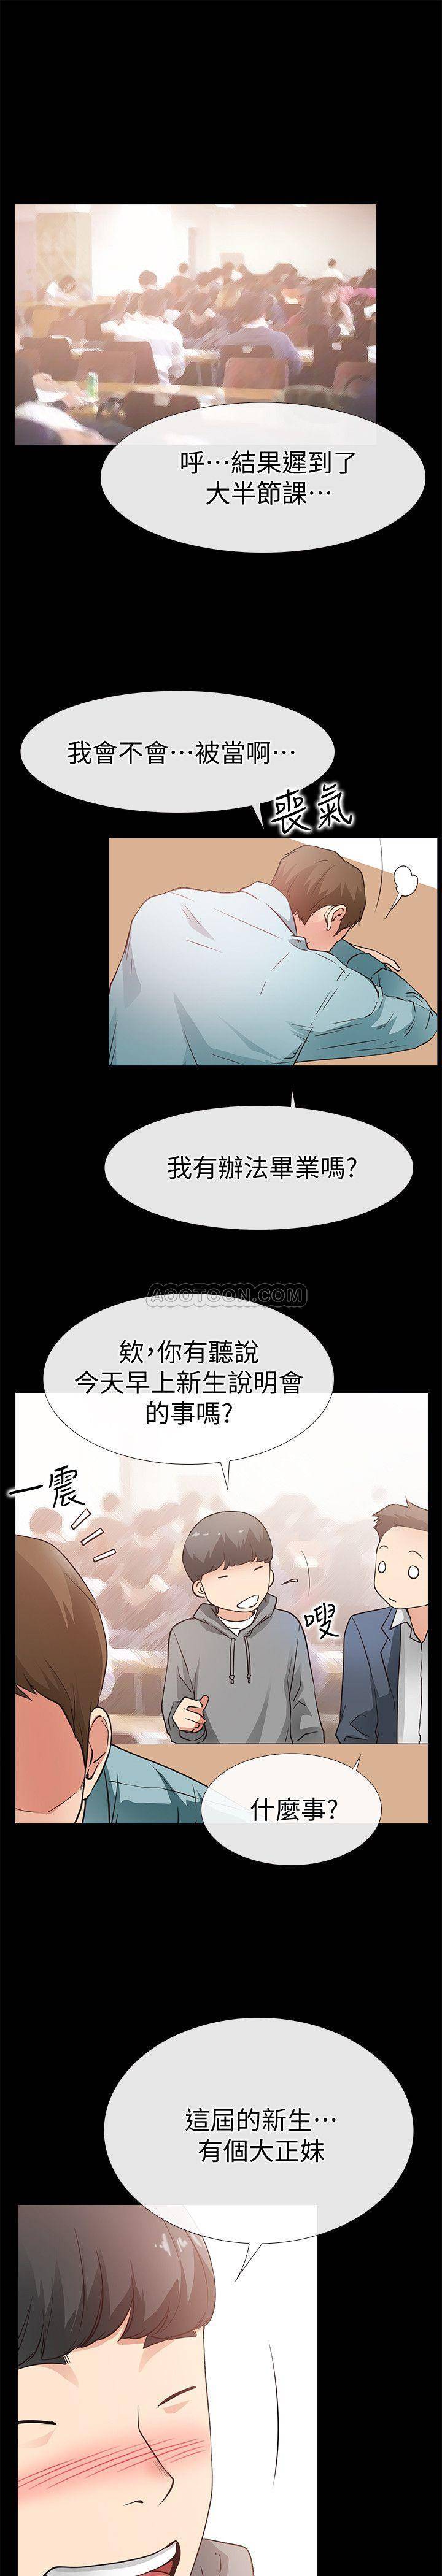 呼⋯結果遲到了
大半節課⋯
我會不會⋯被當啊⋯
喪氣
我有辦法畢業嗎?
AOOTOON.COM
欸,你有聽說
今天早上新生說明會
的事嗎?
一震
嗖
什麼事?
這屆的新生⋯
有個大正妹